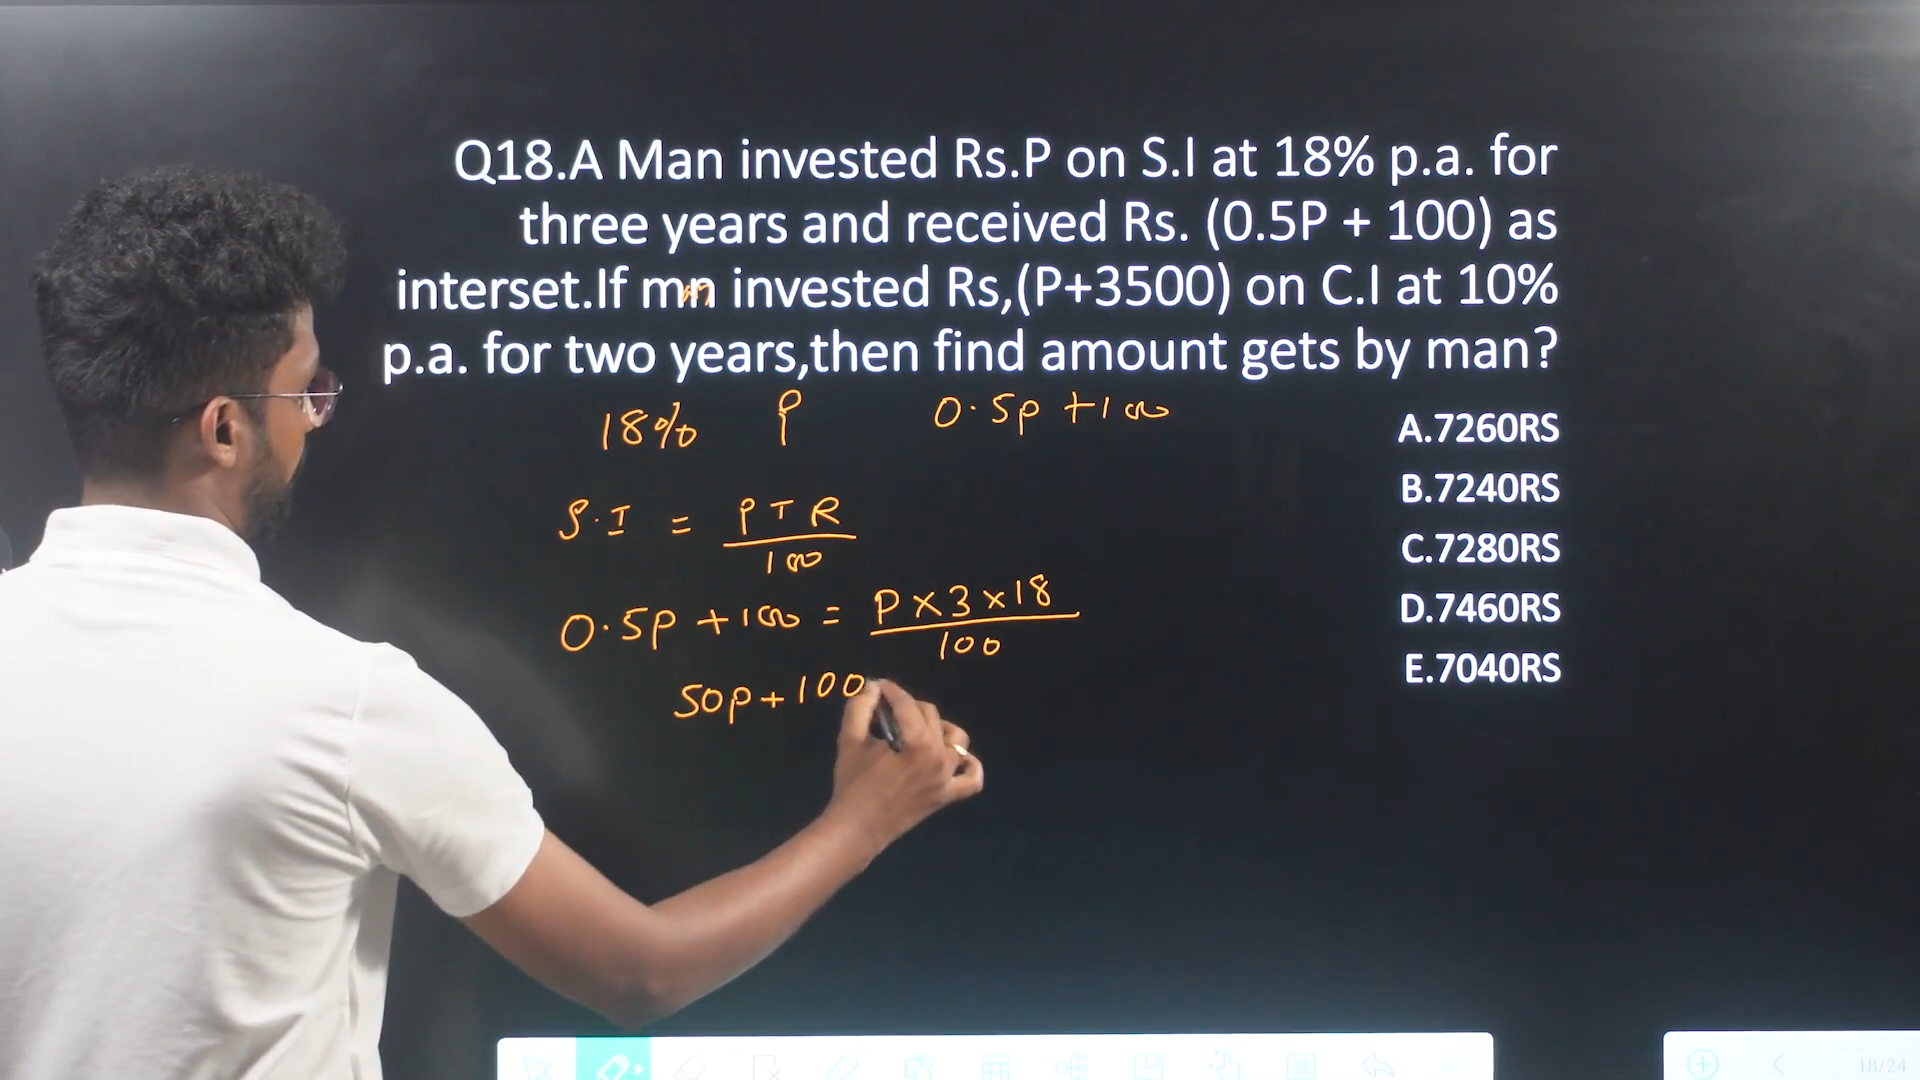 Q18.A Man invested Rs.P on S.I at 18% p.a. for
three years and received Rs. (0.5P + 100) as
interset.If mn invested Rs,(P+3500) on C.I at 10%
p.a. for two years,then find amount gets by man?
18% P 0.5P + 100
A.7260RS
B.7240RS
S.I = PTR / 100
C.7280RS
0.5P + 100 = P × 3 × 18 / 100
D.7460RS
50P + 100
E.7040RS
18/24